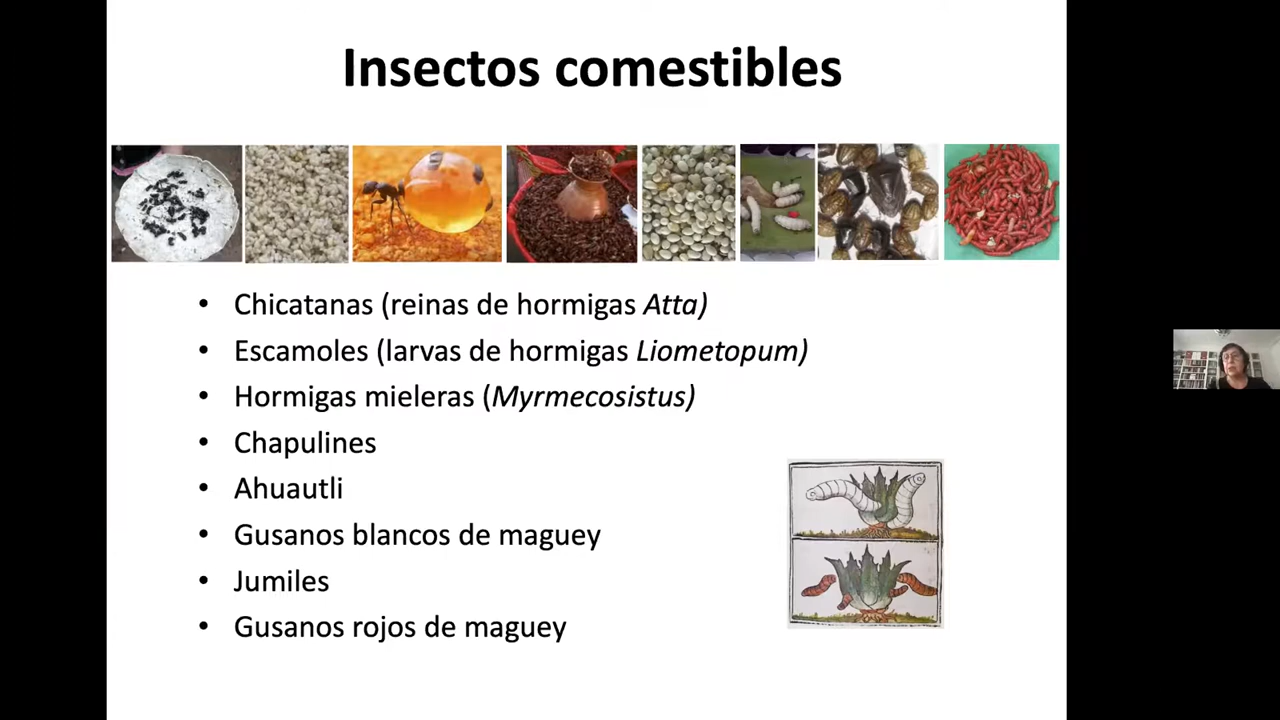 Insectos comestibles
• Chicatanas (reinas de hormigas Atta)
• Escamoles (larvas de hormigas Liometopum)
• Hormigas mieleras (Myrmecosistus)
• Chapulines
• Ahuautli
• Gusanos blancos de maguey
• Jumiles
• Gusanos rojos de maguey